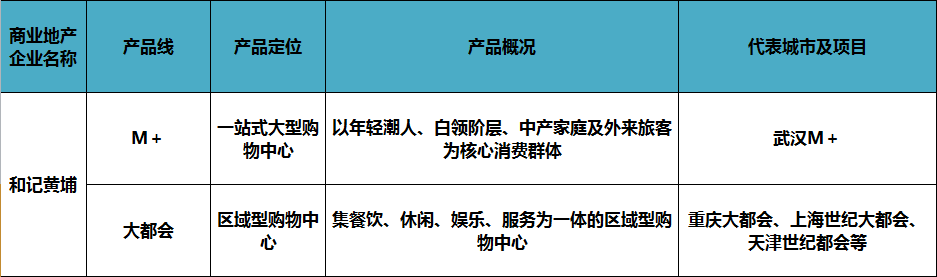 商业地产
企业名称
产品线
产品定位
产品概况
代表城市及项目
和记黄埔
M＋
一站式大型购
物中心
以年轻潮人、白领阶层、中产家庭及外来旅客
为核心消费群体
武汉M＋
大都会
区域型购物中
心
集餐饮、休闲、娱乐、服务为一体的区域型购
物中心
重庆大都会、上海世纪大都会、
天津世纪都会等